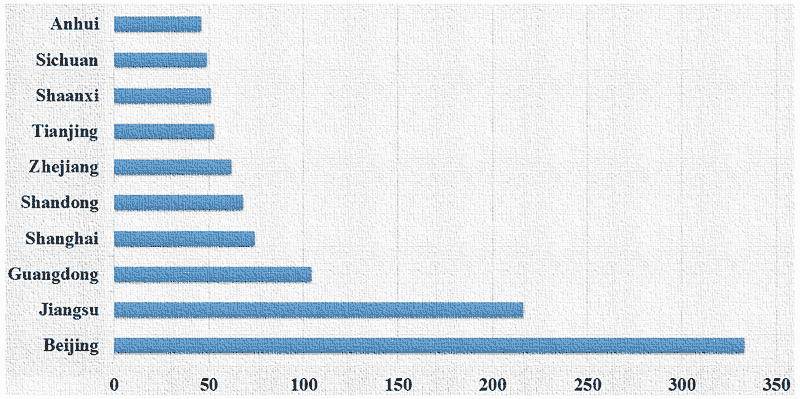 Anhui
Sichuan
Shaanxi
Tianjing
Zhejiang
Shandong
Shanghai
Guangdong
Jiangsu
Beijing
0 50 100 150 200 250 300 350